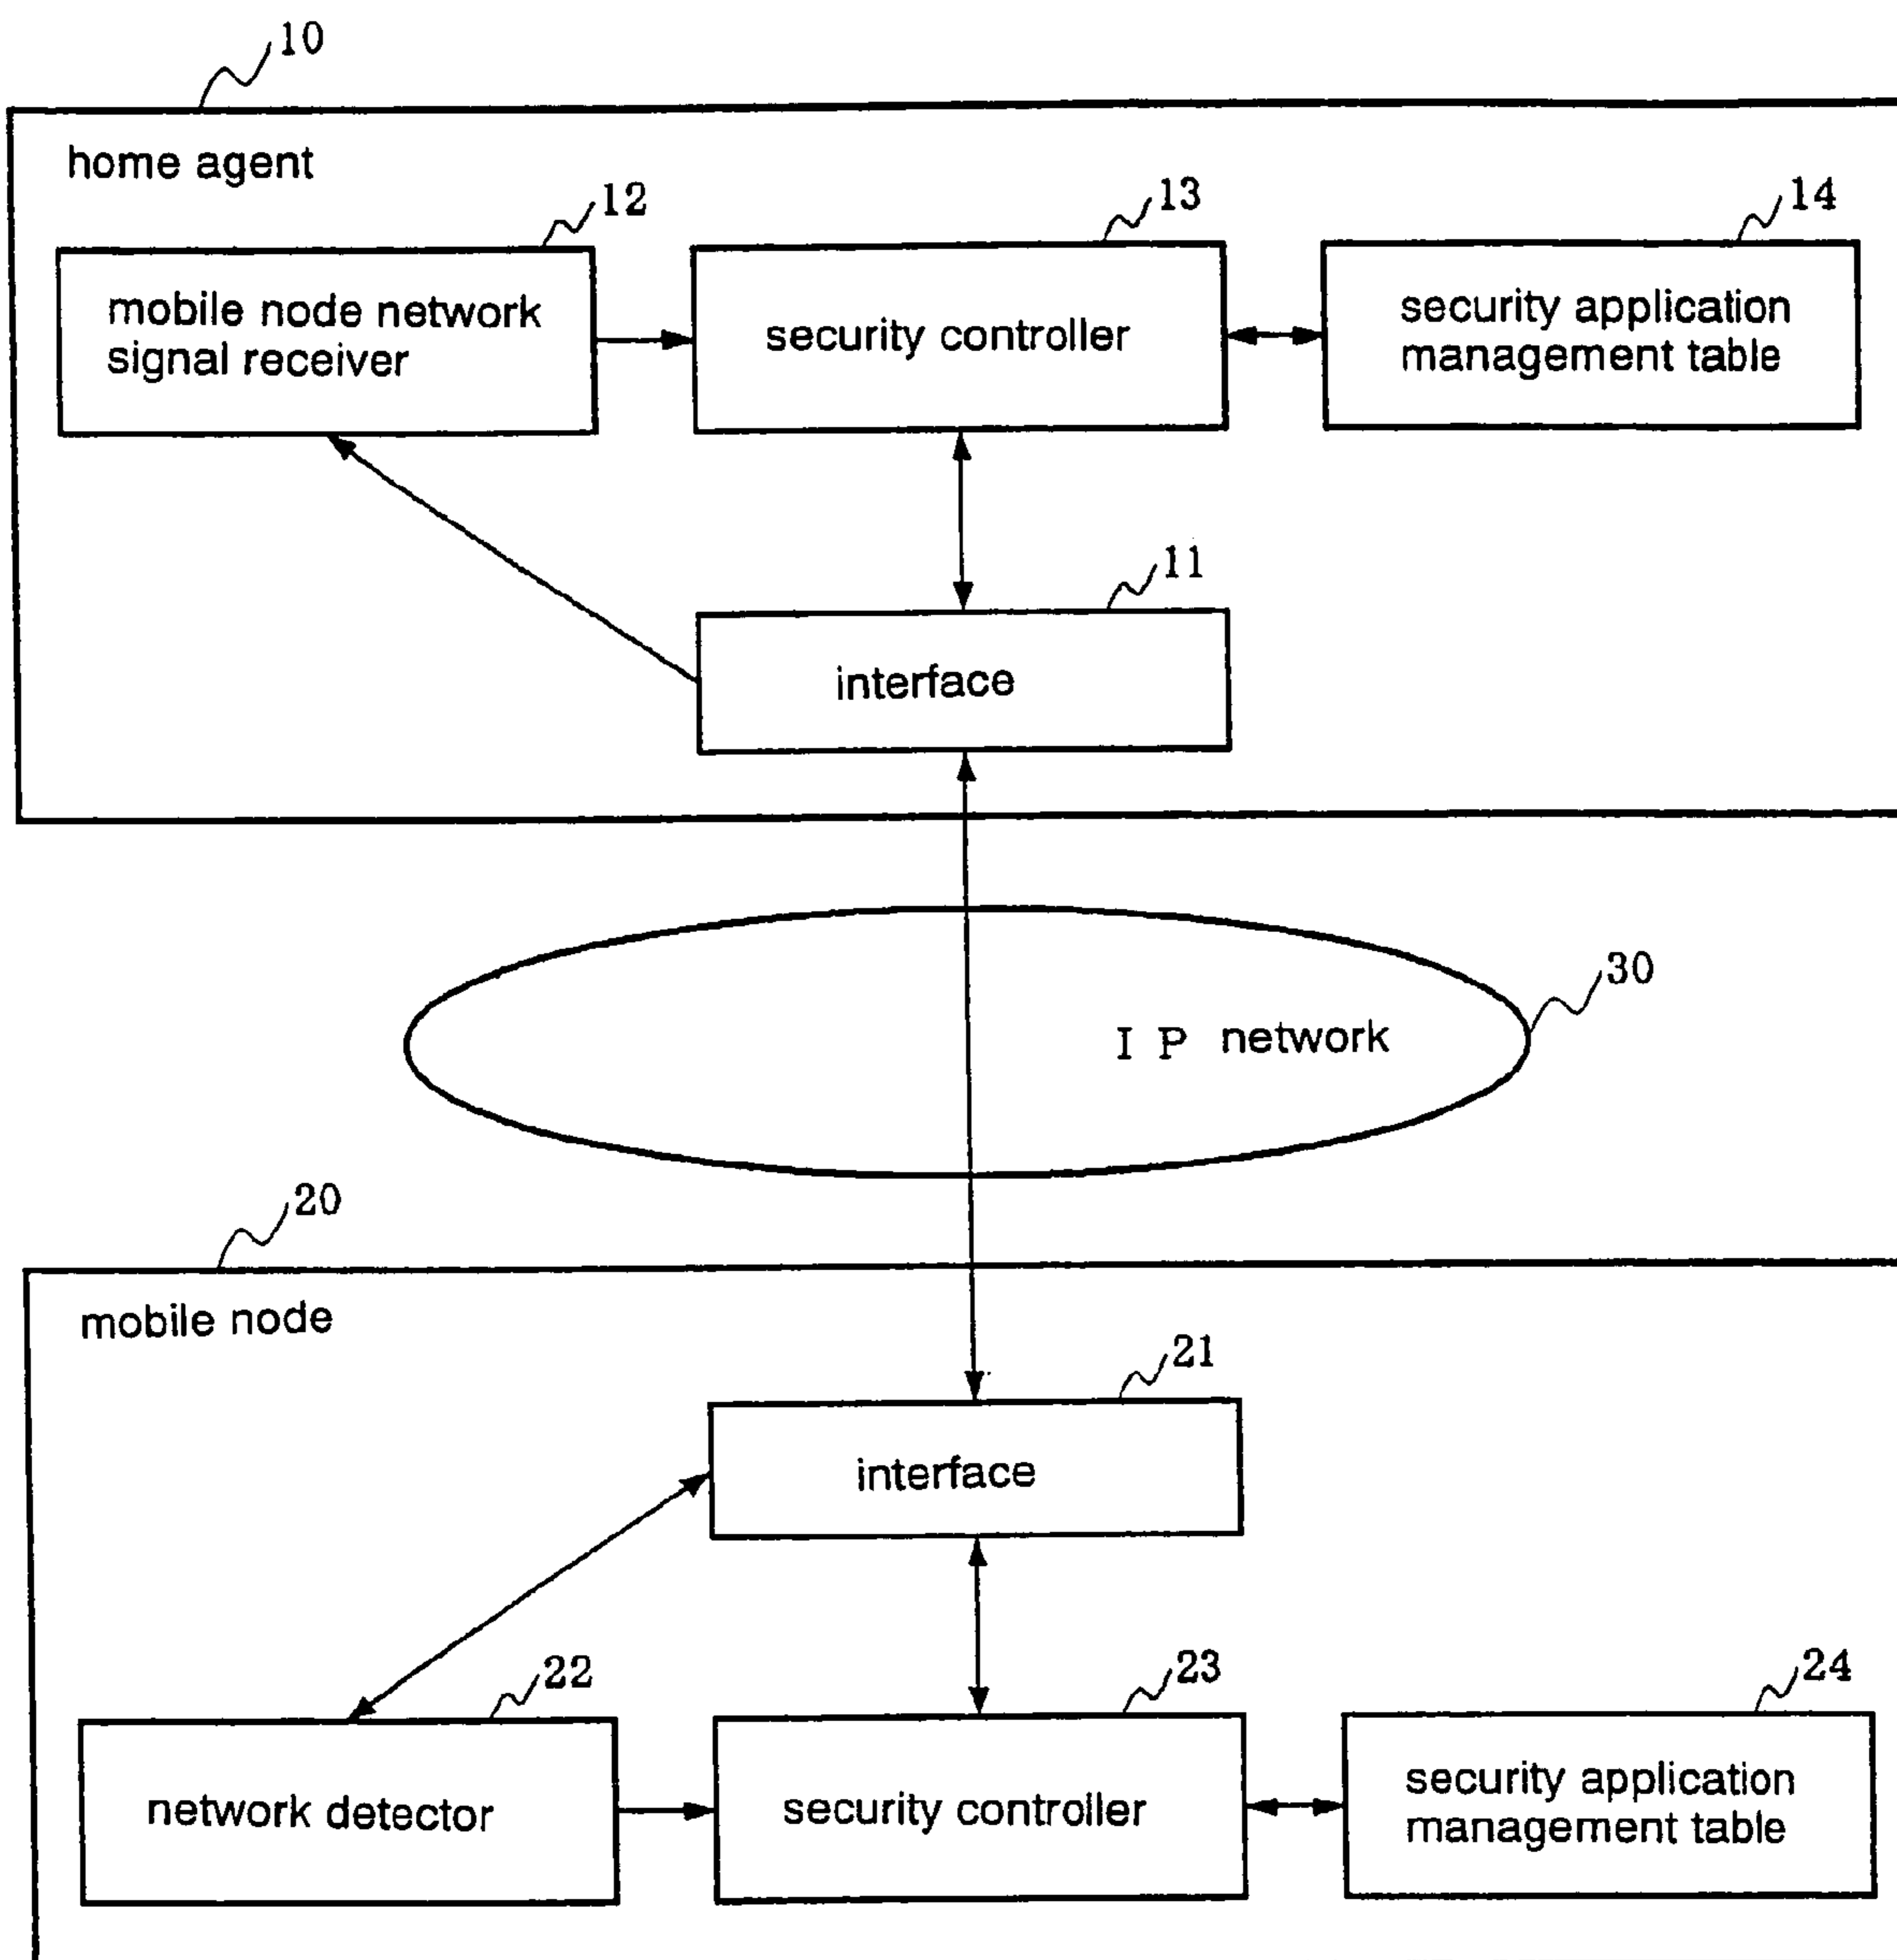 10
home agent
12
13
14
mobile node network
signal receiver
security controller
security application
management table
11
interface
30
I P network
20
mobile node
21
interface
22
23
24
network detector
security controller
security application
management table